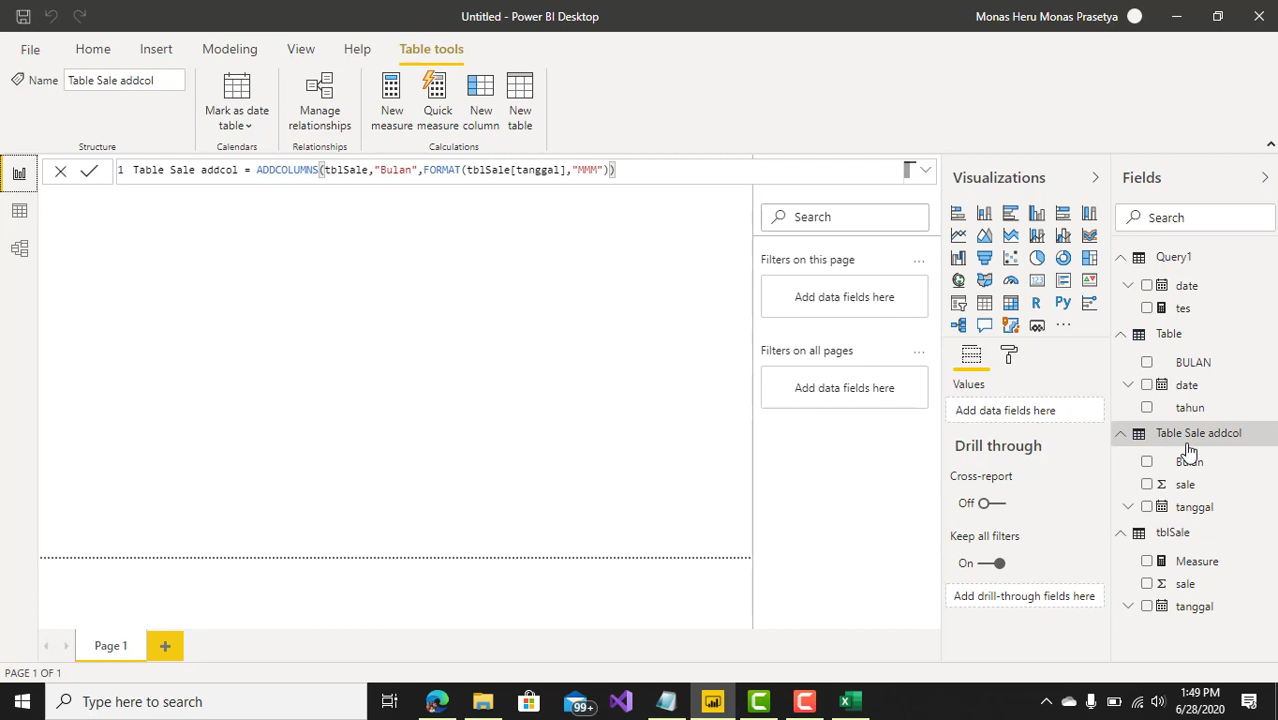 Untitled - Power BI Desktop
Monas Heru Monas Prasetya
File Home Insert Modeling View Help Table tools
Name Table Sale addcol
Mark as date table
Manage relationships
New measure
Quick measure
New column
New table
Structure
Calendars
Relationships
Calculations
1 Table Sale addcol = ADDCOLUMNS(tblSale,"Bulan",FORMAT(tblSale[tanggal],"MMM"))
Search
Filters on this page ...
Add data fields here
Filters on all pages ...
Add data fields here
Visualizations
R
Py
...
Values
Add data fields here
Drill through
Cross-report
Off
Keep all filters
On
Add drill-through fields here
Fields
Search
Query1
date
tes
Table
BULAN
date
tahun
Table Sale addcol
Bulan
Σ sale
tanggal
tblSale
Measure
Σ sale
tanggal
Page 1
PAGE 1 OF 1
Type here to search
99+
1:49 PM
6/28/2020